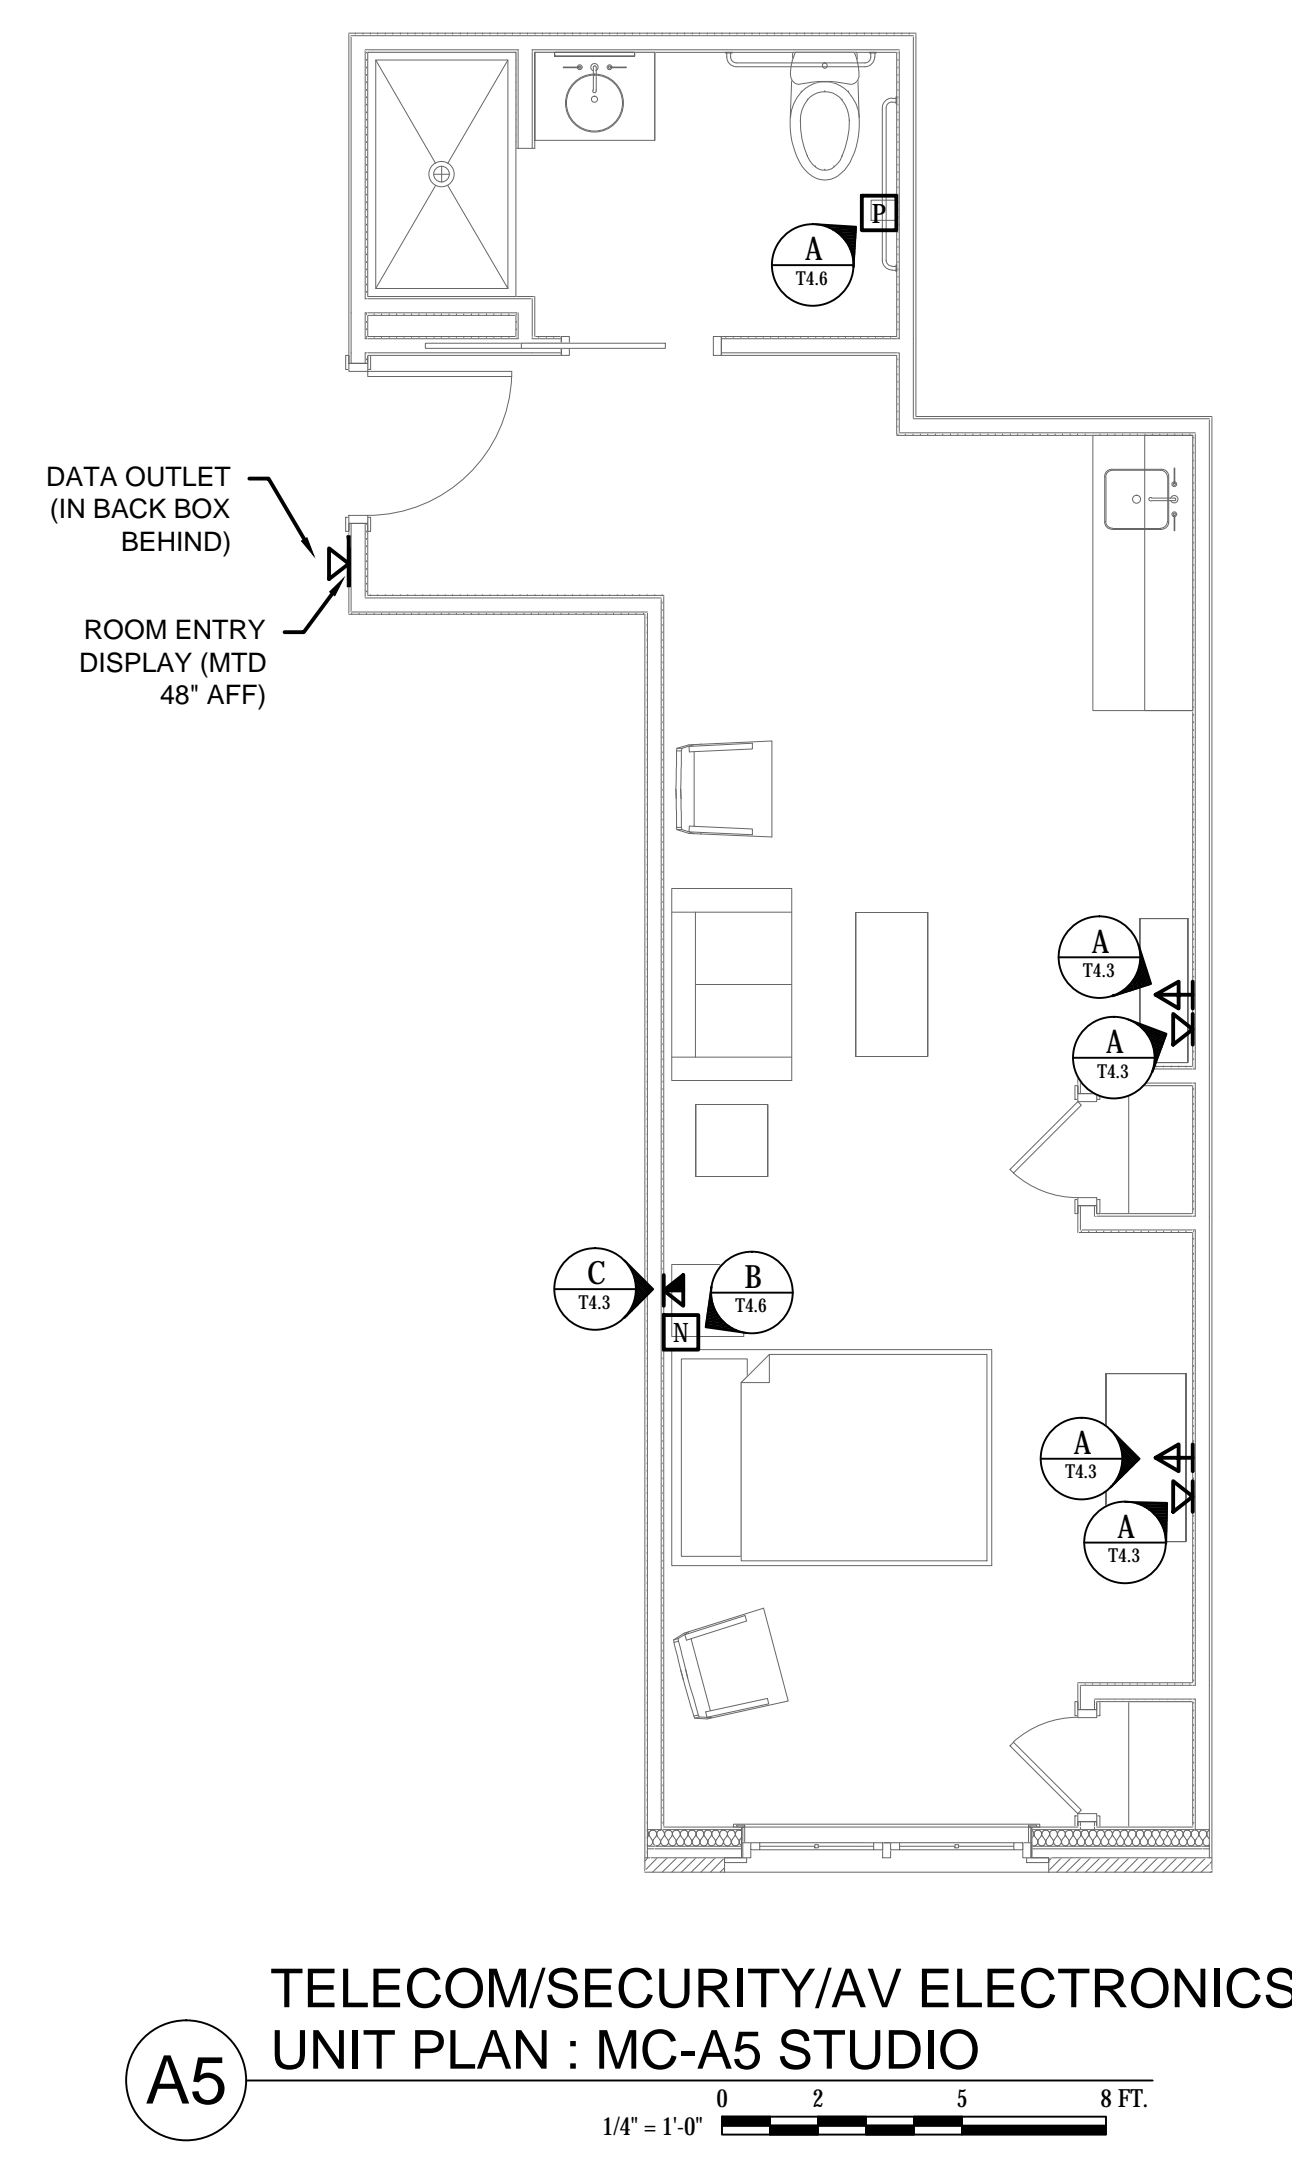 P
A
T4.6
DATA OUTLET
(IN BACK BOX
BEHIND)
ROOM ENTRY
DISPLAY (MTD
48" AFF)
A
T4.3
A
T4.3
C
T4.3
B
T4.6
N
A
T4.3
A
T4.3
TELECOM/SECURITY/AV ELECTRONICS
UNIT PLAN : MC-A5 STUDIO
A5
0 2 5 8 FT.
1/4" = 1'-0"